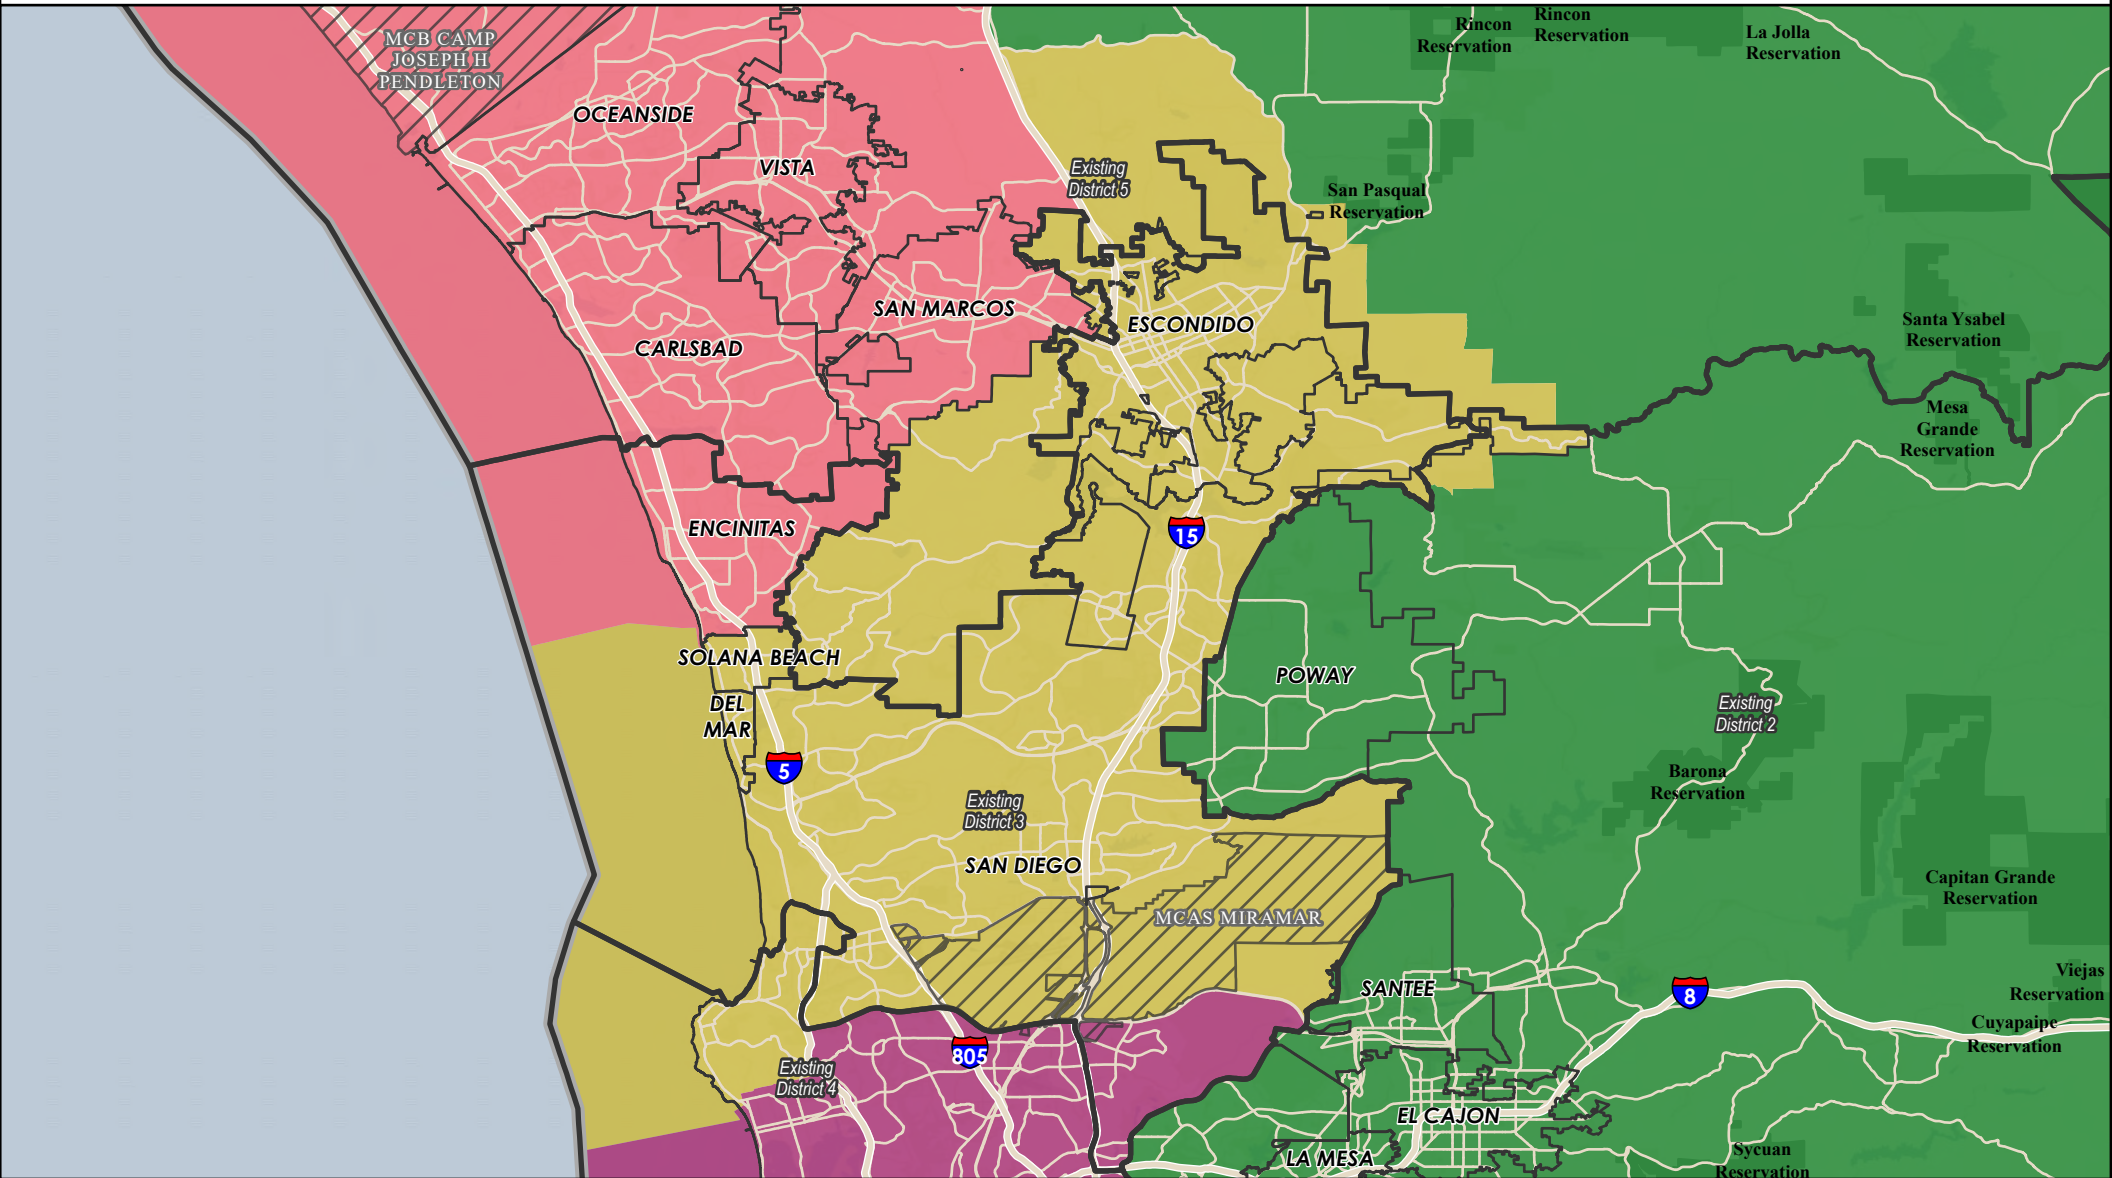 Rincon
Reservation
Rincon
Reservation
La Jolla
Reservation
MCB CAMP
JOSEPH H
PENDLETON
OCEANSIDE
VISTA
Existing
District 5
San Pasqual
Reservation
SAN MARCOS
ESCONDIDO
CARLSBAD
Santa Ysabel
Reservation
Mesa
Grande
Reservation
ENCINITAS
15
SOLANA BEACH
DEL
MAR
POWAY
Existing
District 2
5
Barona
Reservation
Existing
District 3
SAN DIEGO
MCAS MIRAMAR
Capitan Grande
Reservation
SANTEE
8
Viejas
Reservation
Cuyapaipe
Reservation
805
Existing
District 4
EL CAJON
LA MESA
Sycuan
Reservation